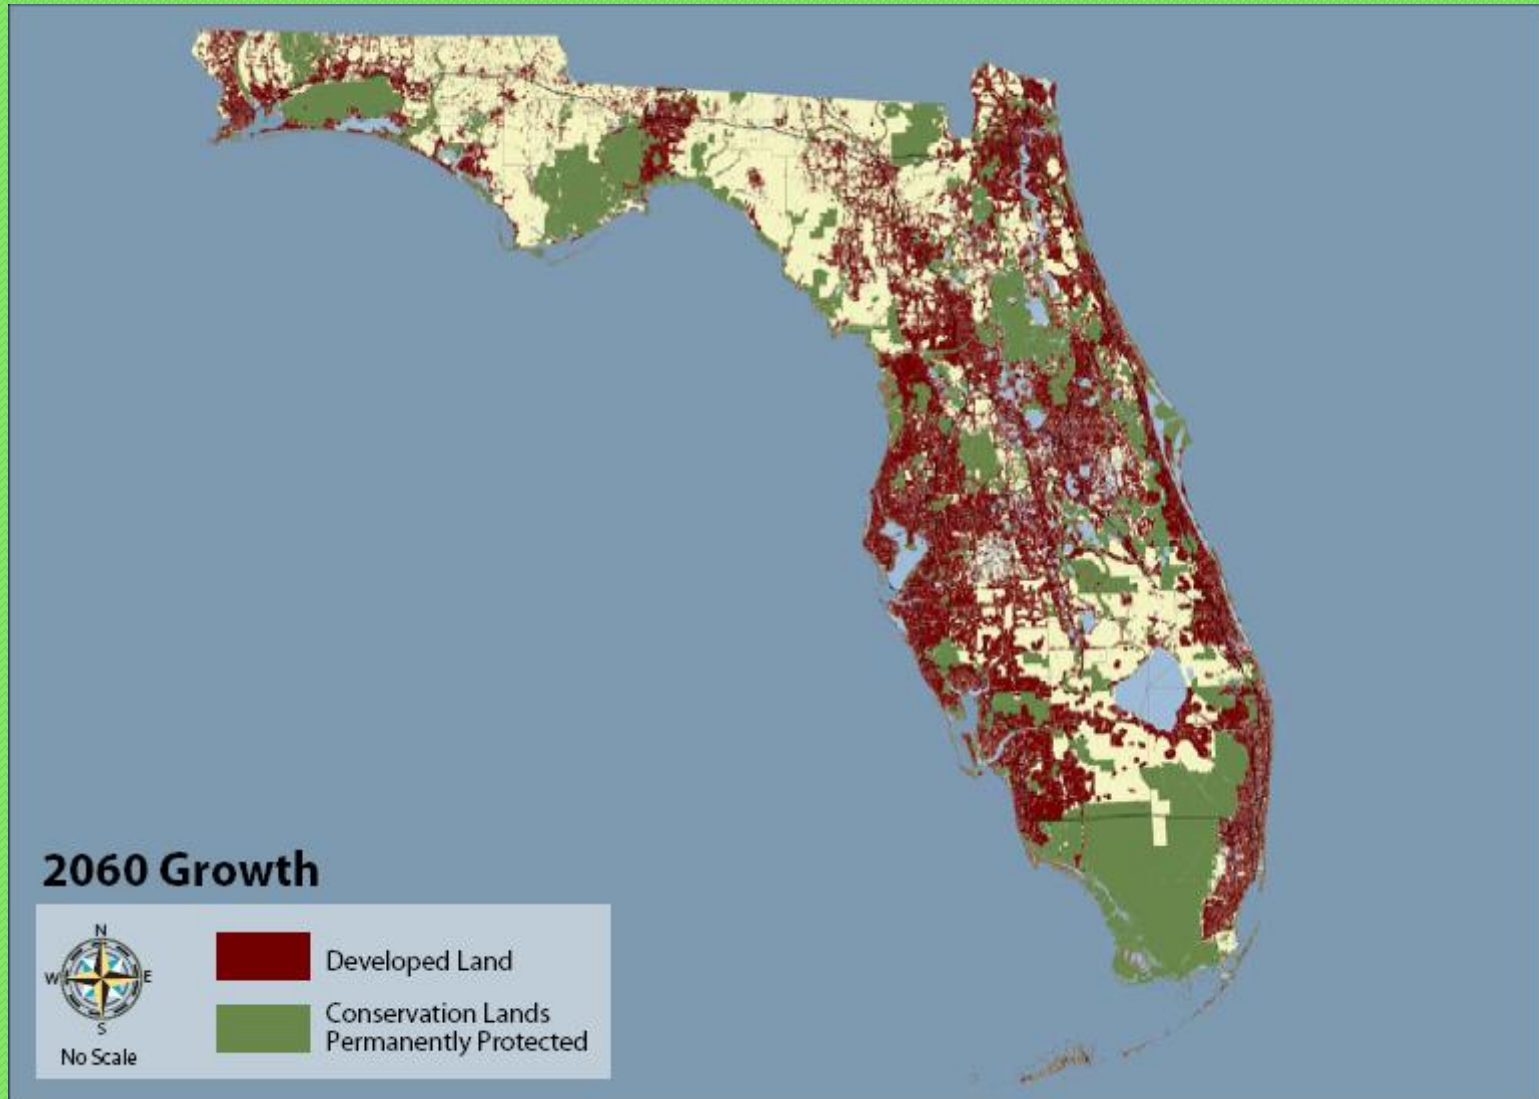 2060 Growth
N
W E
S
No Scale
Developed Land
Conservation Lands
Permanently Protected